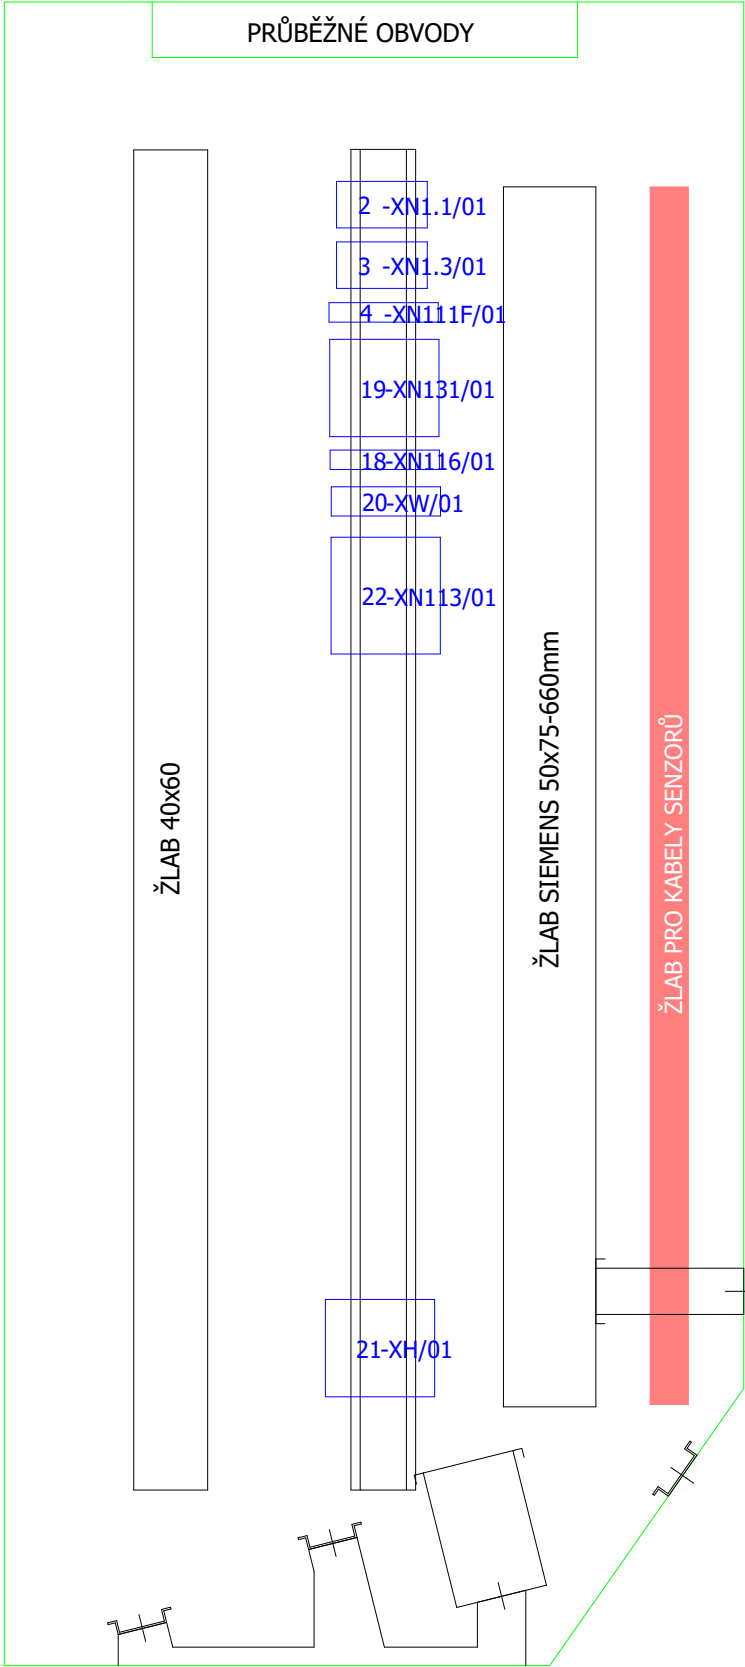 PRŮBĚŽNÉ OBVODY
2 -XN1.1/01
3 -XN1.3/01
4 -XN111F/01
19-XN131/01
18-XN116/01
20-XW/01
22-XN113/01
21-XH/01
ŽLAB 40x60
ŽLAB SIEMENS 50x75-660mm
ŽLAB PRO KABELY SENZORŮ